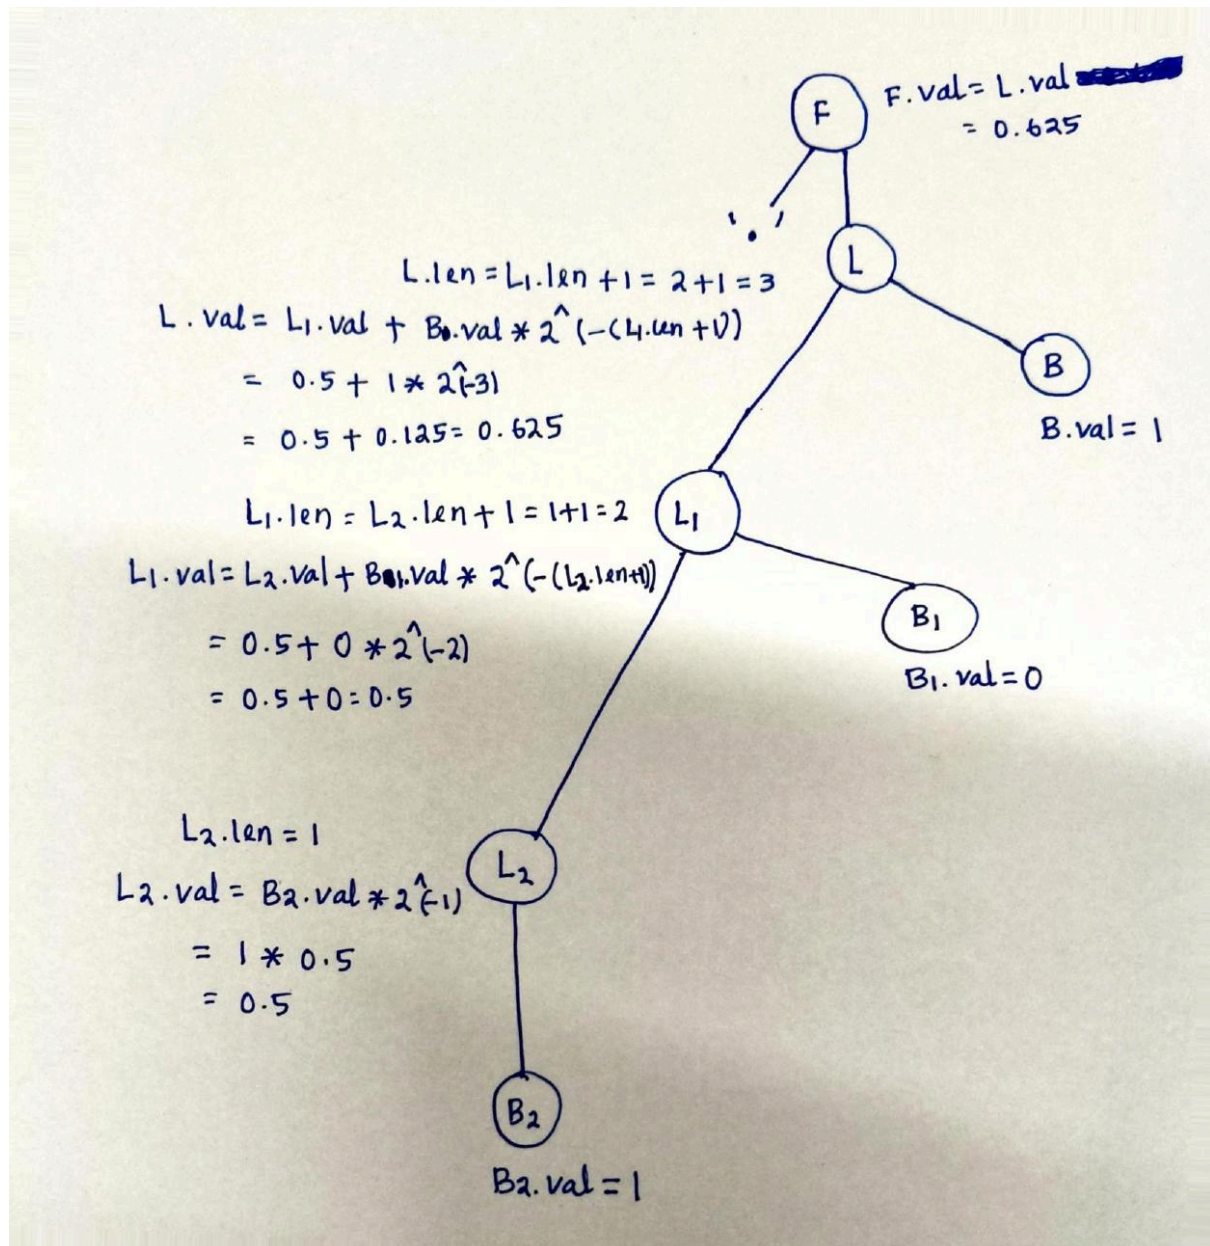 F
F.val = L.val
= 0.625
'.'
L
L.len = L1.len + 1 = 2 + 1 = 3
L.val = L1.val + B.val * 2^(-(L1.len + 1))
= 0.5 + 1 * 2^(-3)
= 0.5 + 0.125 = 0.625
B
B.val = 1
L1.len = L2.len + 1 = 1+1 = 2
L1
L1.val = L2.val + B1.val * 2^(-(L2.len+1))
= 0.5 + 0 * 2^(-2)
= 0.5 + 0 = 0.5
B1
B1.val = 0
L2.len = 1
L2
L2.val = B2.val * 2^(-1)
= 1 * 0.5
= 0.5
B2
B2.val = 1